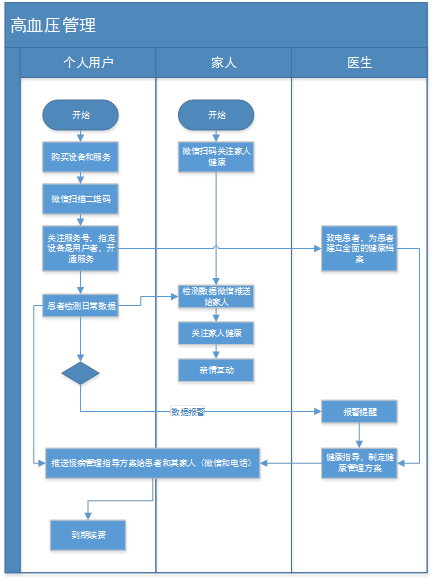 高血压管理
个人用户
家人
医生
开始
开始
购买设备和服务
微信扫码关注家人
健康
微信扫描二维码
关注服务号，指定
设备是用户者，开
通服务
致电患者，为患者
建立全面的健康档
案
患者检测日常数据
检测数据微信推送
给家人
关注家人健康
亲情互动
数据报警
报警提醒
推送慢病管理指导方案给患者和其家人（微信和电话）
健康指导，制定健
康管理方案
到期续费